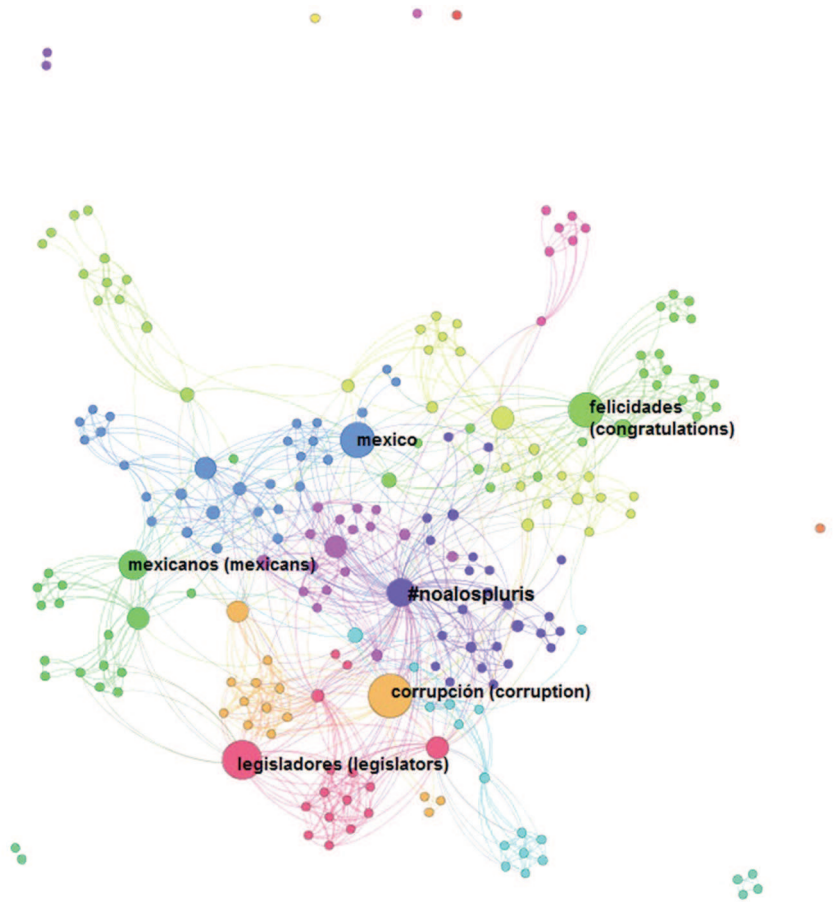 felicidades
(congratulations)
mexico
mexicanos (mexicans)
#noalospluris
corrupción (corruption)
legisladores (legislators)